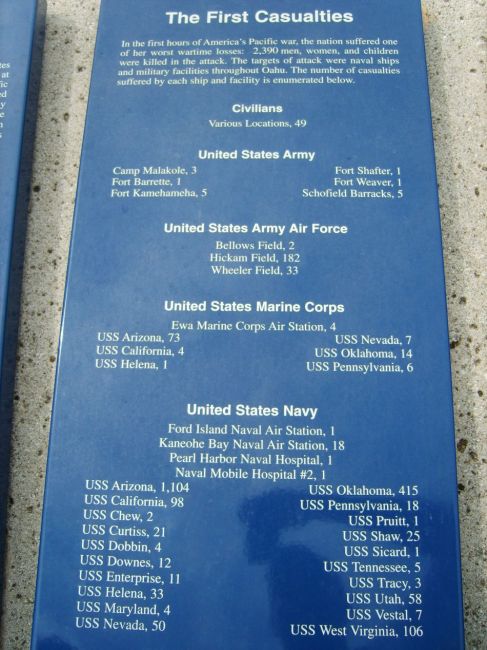 The First Casualties
In the first hours of America's Pacific war, the nation suffered one
of her worst wartime losses: 2,390 men, women, and children
were killed in the attack. The targets of attack were naval ships
and military facilities throughout Oahu. The number of casualties
suffered by each ship and facility is enumerated below.
Civilians
Various Locations, 49
United States Army
Camp Malakole, 3
Fort Barrette, 1
Fort Kamehameha, 5
Fort Shafter, 1
Fort Weaver, 1
Schofield Barracks, 5
United States Army Air Force
Bellows Field, 2
Hickam Field, 182
Wheeler Field, 33
United States Marine Corps
Ewa Marine Corps Air Station, 4
USS Arizona, 73
USS California, 4
USS Helena, 1
USS Nevada, 7
USS Oklahoma, 14
USS Pennsylvania, 6
United States Navy
Ford Island Naval Air Station, 1
Kaneohe Bay Naval Air Station, 18
Pearl Harbor Naval Hospital, 1
Naval Mobile Hospital #2, 1
USS Arizona, 1,104
USS California, 98
USS Chew, 2
USS Curtiss, 21
USS Dobbin, 4
USS Downes, 12
USS Enterprise, 11
USS Helena, 33
USS Maryland, 4
USS Nevada, 50
USS Oklahoma, 415
USS Pennsylvania, 18
USS Pruitt, 1
USS Shaw, 25
USS Sicard, 1
USS Tennessee, 5
USS Tracy, 3
USS Utah, 58
USS Vestal, 7
USS West Virginia, 106